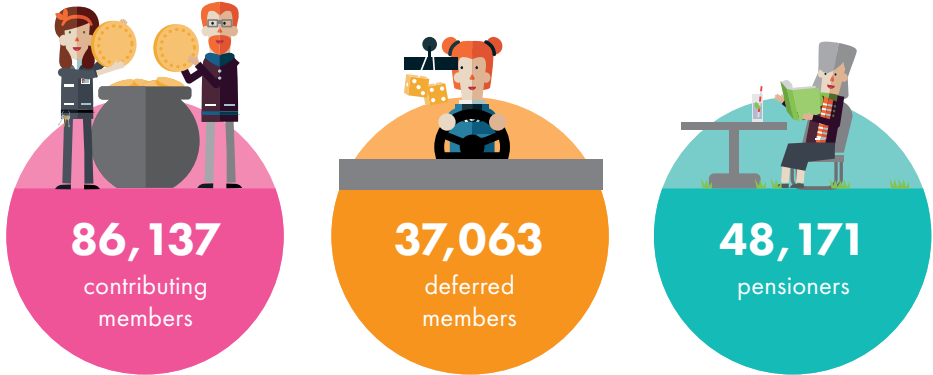 86,137
contributing
members
37,063
deferred
members
48,171
pensioners